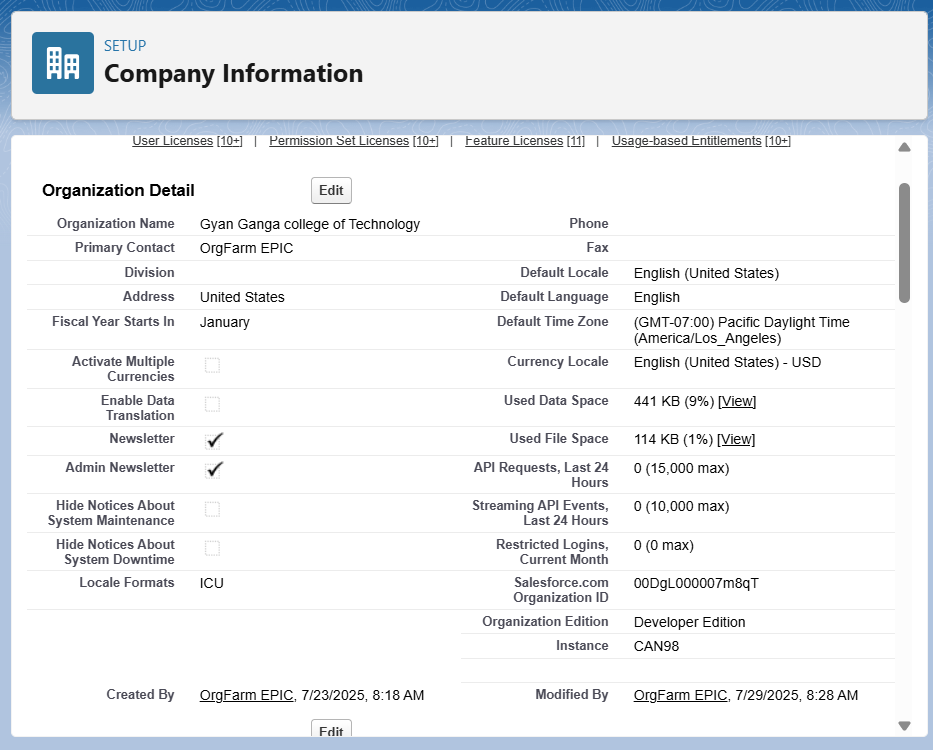 SETUP
Company Information
User Licenses [10+] | Permission Set Licenses [10+] | Feature Licenses [11] | Usage-based Entitlements [10+]
Organization Detail Edit
Organization Name Gyan Ganga college of Technology Phone
Primary Contact OrgFarm EPIC Fax
Division Default Locale English (United States)
Address United States Default Language English
Fiscal Year Starts In January Default Time Zone (GMT-07:00) Pacific Daylight Time
(America/Los_Angeles)
Activate Multiple Currency Locale English (United States) - USD
Currencies
Enable Data Used Data Space 441 KB (9%) [View]
Translation
Newsletter Used File Space 114 KB (1%) [View]
Admin Newsletter API Requests, Last 24 0 (15,000 max)
Hours
Hide Notices About Streaming API Events, 0 (10,000 max)
System Maintenance Last 24 Hours
Hide Notices About Restricted Logins, 0 (0 max)
System Downtime Current Month
Locale Formats ICU Salesforce.com 00DgL000007m8qT
Organization ID
Organization Edition Developer Edition
Instance CAN98
Created By OrgFarm EPIC, 7/23/2025, 8:18 AM Modified By OrgFarm EPIC, 7/29/2025, 8:28 AM
Edit